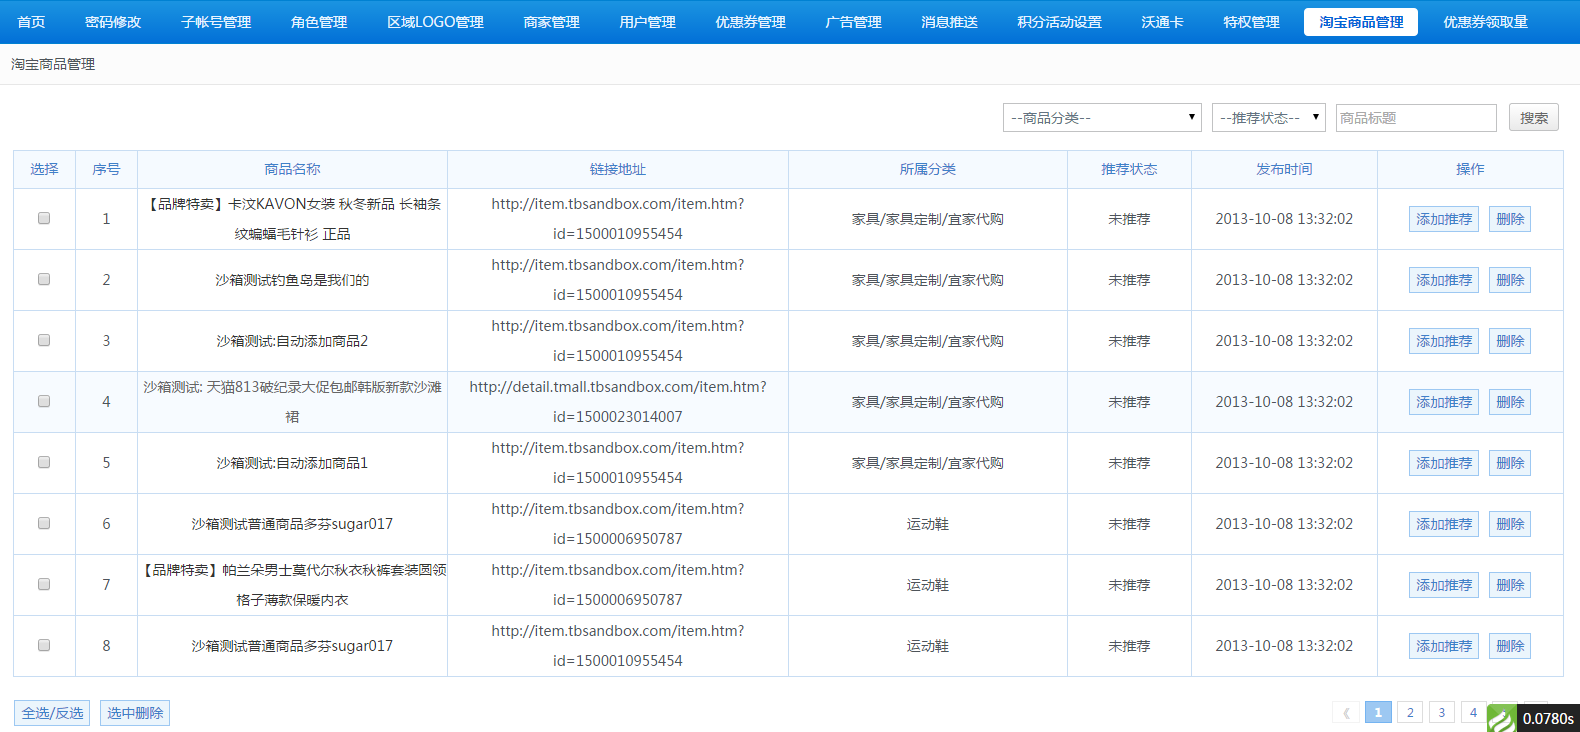 首页 密码修改 子帐号管理 角色管理 区域LOGO管理 商家管理 用户管理 优惠券管理 广告管理 消息推送 积分活动设置 沃通卡 特权管理 淘宝商品管理 优惠券领取量
淘宝商品管理
--商品分类-- --推荐状态-- 商品标题 搜索
选择 序号 商品名称 链接地址 所属分类 推荐状态 发布时间 操作
1 【品牌特卖】卡汶KAVON女装 秋冬新品 长袖条
纹蝙蝠毛针衫 正品
http://item.tbsandbox.com/item.htm?
id=1500010955454
家具/家具定制/宜家代购 未推荐 2013-10-08 13:32:02 添加推荐 删除
2 沙箱测试钓鱼岛是我们的
http://item.tbsandbox.com/item.htm?
id=1500010955454
家具/家具定制/宜家代购 未推荐 2013-10-08 13:32:02 添加推荐 删除
3 沙箱测试:自动添加商品2
http://item.tbsandbox.com/item.htm?
id=1500010955454
家具/家具定制/宜家代购 未推荐 2013-10-08 13:32:02 添加推荐 删除
4 沙箱测试: 天猫813破纪录大促包邮韩版新款沙滩
裙
http://detail.tmall.tbsandbox.com/item.htm?
id=1500023014007
家具/家具定制/宜家代购 未推荐 2013-10-08 13:32:02 添加推荐 删除
5 沙箱测试:自动添加商品1
http://item.tbsandbox.com/item.htm?
id=1500010955454
家具/家具定制/宜家代购 未推荐 2013-10-08 13:32:02 添加推荐 删除
6 沙箱测试普通商品多芬sugar017
http://item.tbsandbox.com/item.htm?
id=1500006950787
运动鞋 未推荐 2013-10-08 13:32:02 添加推荐 删除
7 【品牌特卖】帕兰朵男士莫代尔秋衣秋裤套装圆领
格子薄款保暖内衣
http://item.tbsandbox.com/item.htm?
id=1500006950787
运动鞋 未推荐 2013-10-08 13:32:02 添加推荐 删除
8 沙箱测试普通商品多芬sugar017
http://item.tbsandbox.com/item.htm?
id=1500010955454
运动鞋 未推荐 2013-10-08 13:32:02 添加推荐 删除
全选/反选 选中删除 《 1 2 3 4 0.0780s